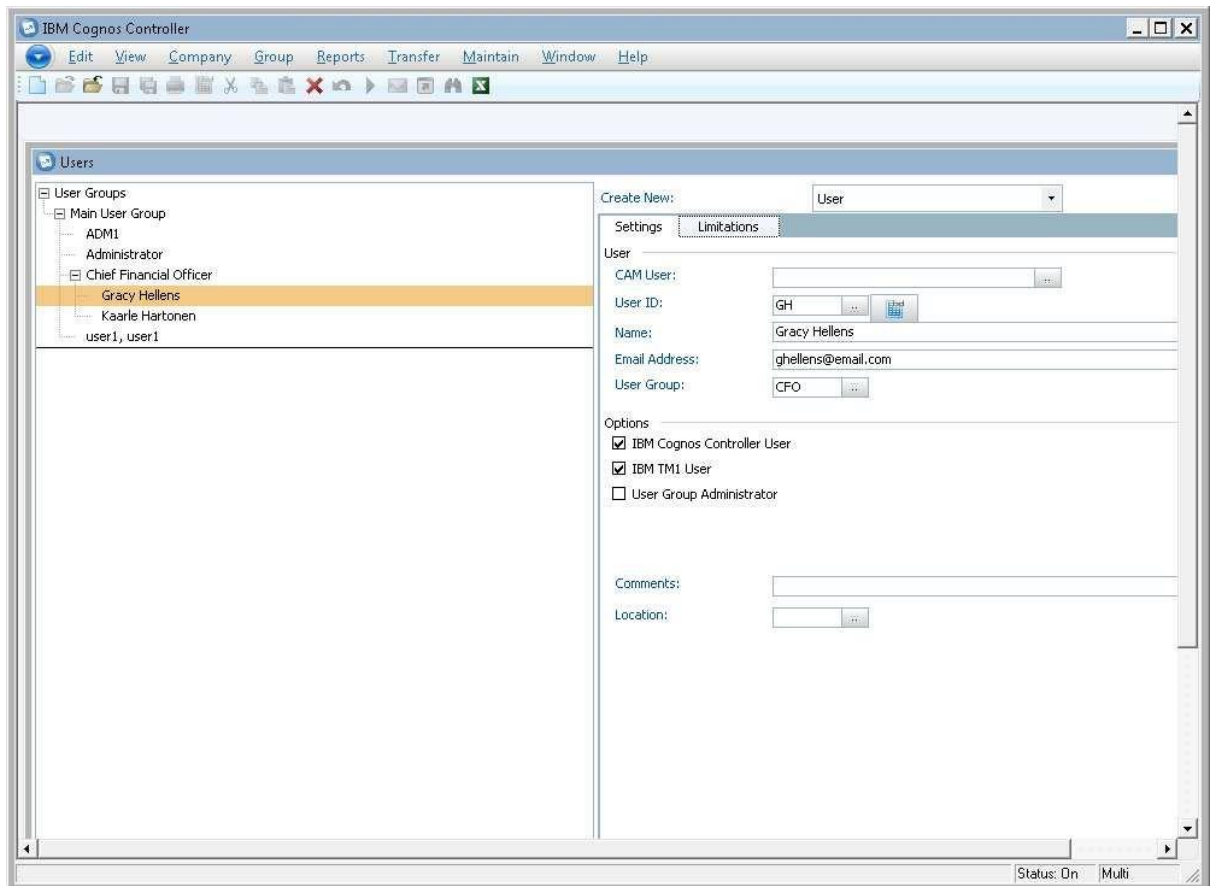 IBM Cognos Controller
Edit View Company Group Reports Transfer Maintain Window Help
Users
User Groups
Main User Group
ADM1
Administrator
Chief Financial Officer
Gracy Hellens
Kaarle Hartonen
user1, user1
Create New: User
Settings Limitations
User
CAM User: ..
User ID: GH ..
Name: Gracy Hellens
Email Address: ghellens@email.com
User Group: CFO ..
Options
IBM Cognos Controller User
IBM TM1 User
User Group Administrator
Comments:
Location: ..
Status: On Multi